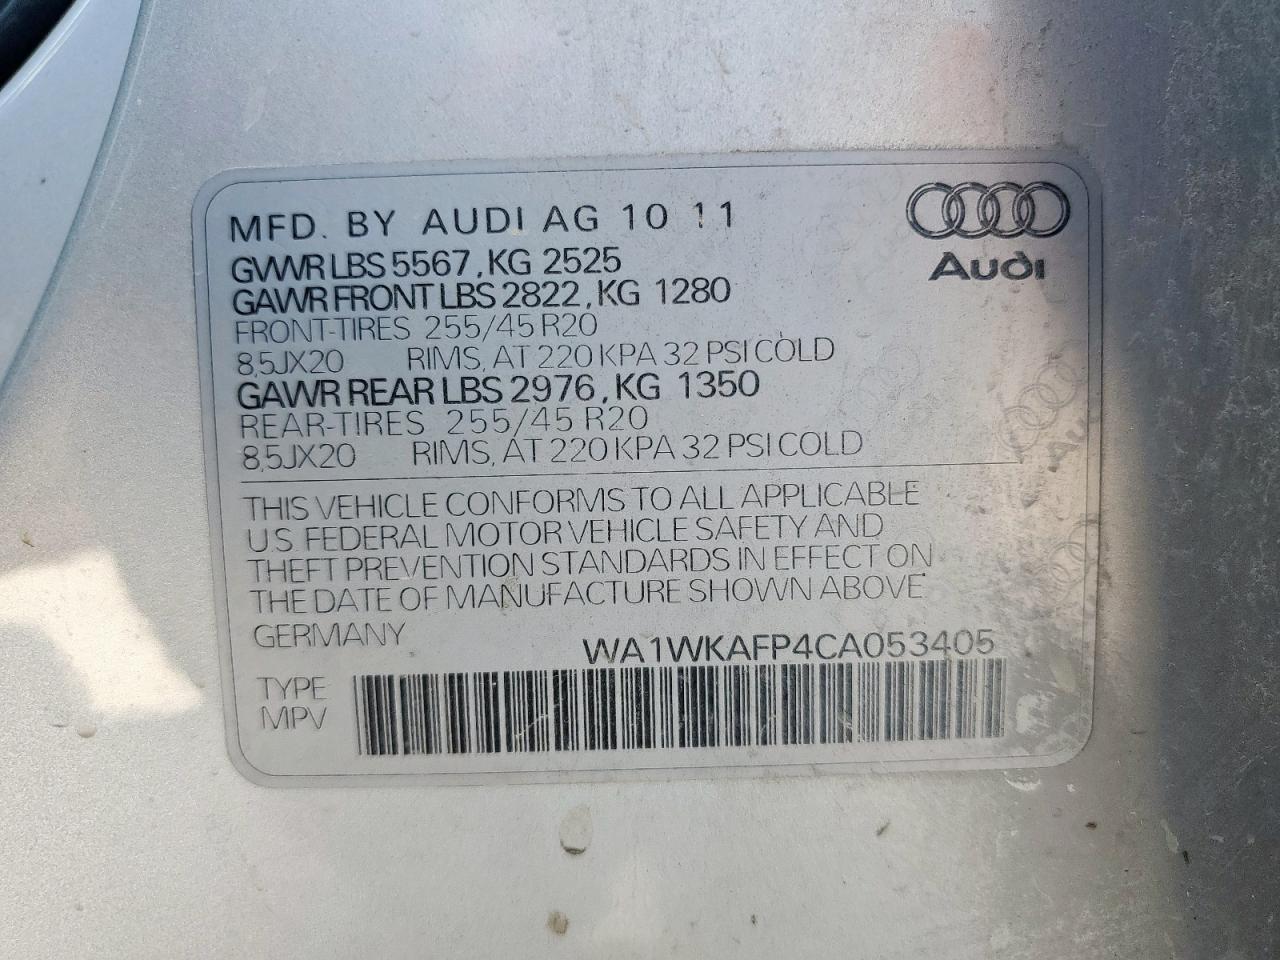 MFD. BY AUDI AG 10 11
Audi
GVWR LBS 5567, KG 2525
GAWR FRONT LBS 2822, KG 1280
FRONT-TIRES 255/45 R20
8,5JX20 RIMS, AT 220 KPA 32 PSI COLD
GAWR REAR LBS 2976, KG 1350
REAR-TIRES 255/45 R20
8,5JX20 RIMS, AT 220 KPA 32 PSI COLD
THIS VEHICLE CONFORMS TO ALL APPLICABLE
U.S. FEDERAL MOTOR VEHICLE SAFETY AND
THEFT PREVENTION STANDARDS IN EFFECT ON
THE DATE OF MANUFACTURE SHOWN ABOVE.
GERMANY WA1WKAFP4CA053405
TYPE
MPV